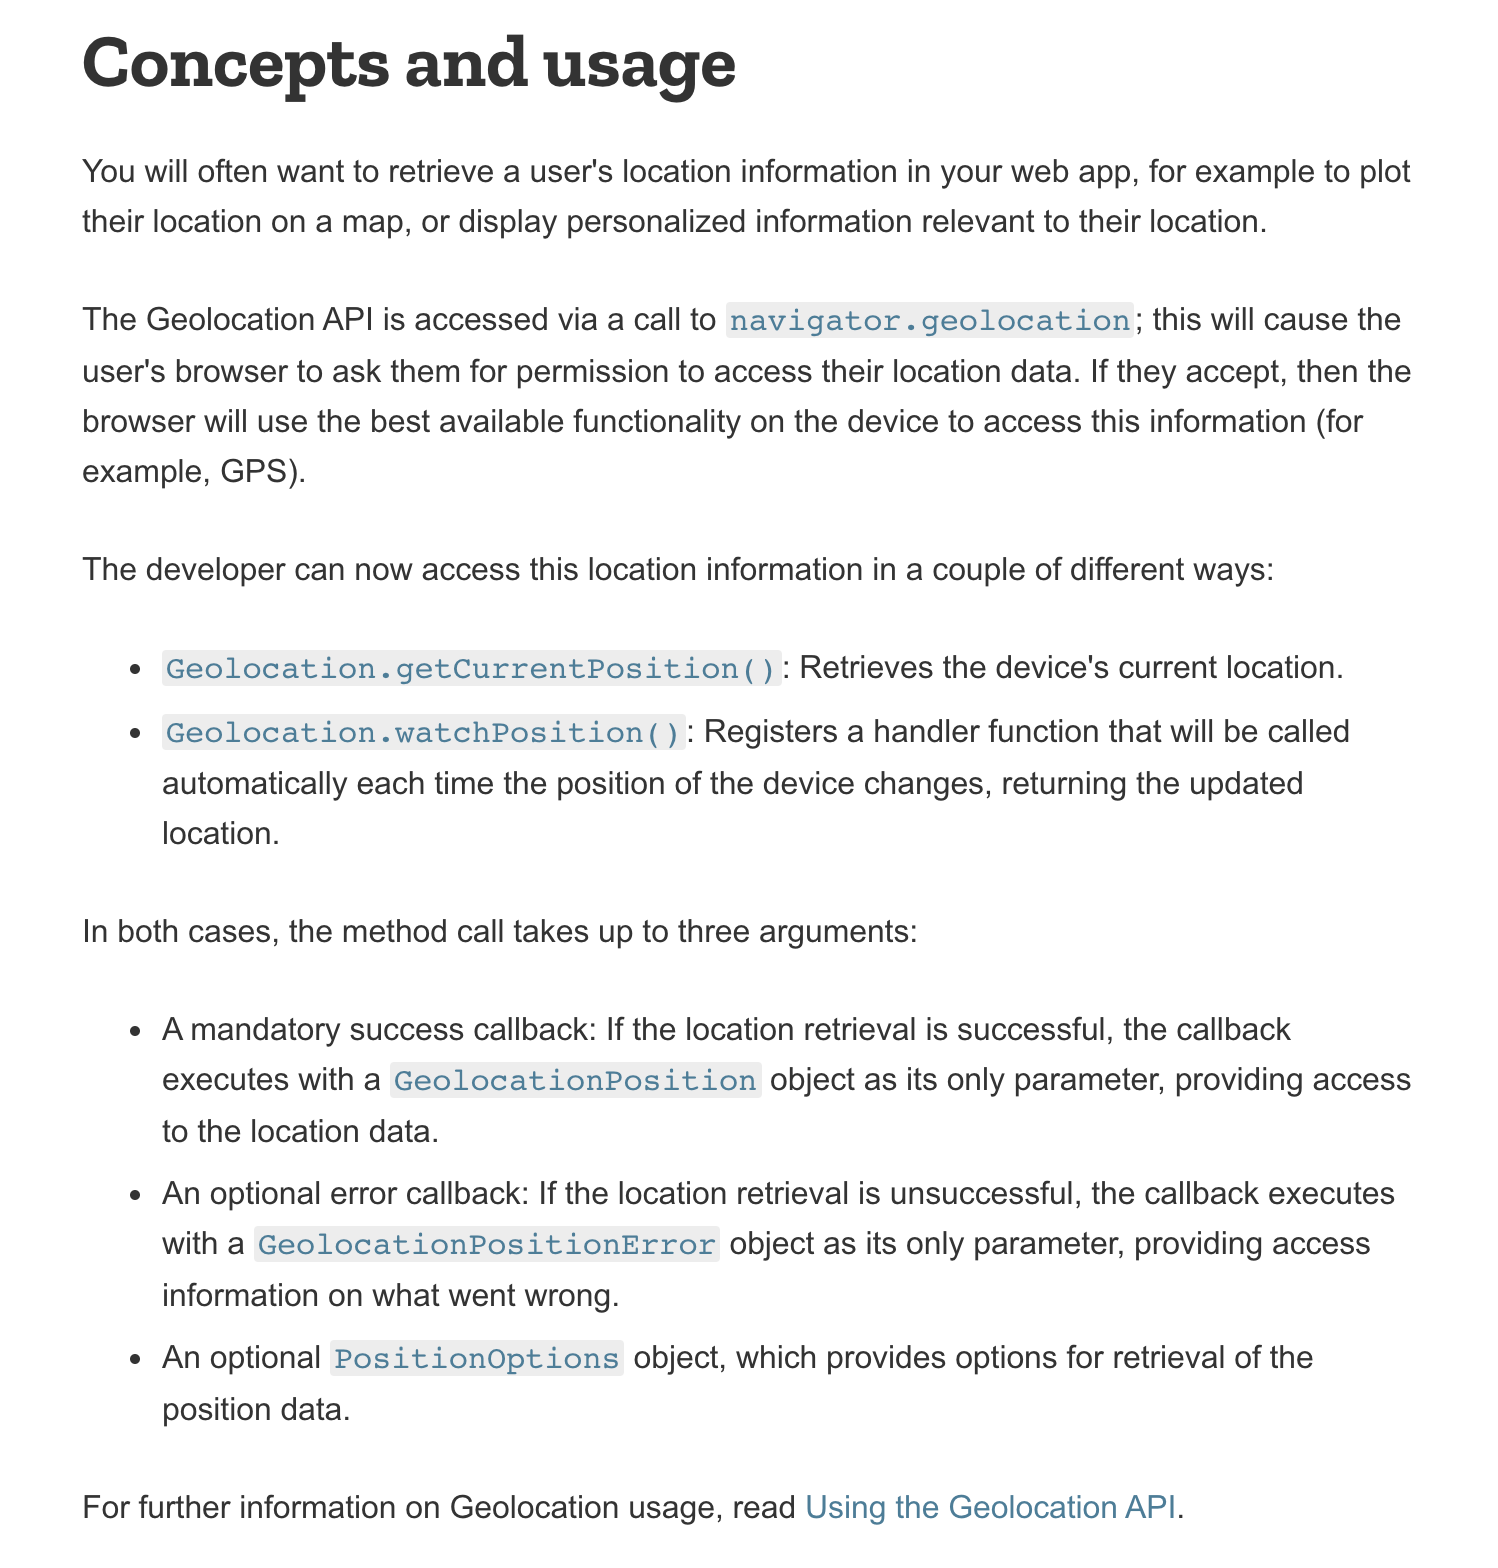 Concepts and usage
You will often want to retrieve a user's location information in your web app, for example to plot
their location on a map, or display personalized information relevant to their location.
The Geolocation API is accessed via a call to navigator.geolocation; this will cause the
user's browser to ask them for permission to access their location data. If they accept, then the
browser will use the best available functionality on the device to access this information (for
example, GPS).
The developer can now access this location information in a couple of different ways:
• Geolocation.getCurrentPosition(): Retrieves the device's current location.
• Geolocation.watchPosition(): Registers a handler function that will be called
automatically each time the position of the device changes, returning the updated
location.
In both cases, the method call takes up to three arguments:
• A mandatory success callback: If the location retrieval is successful, the callback
executes with a GeolocationPosition object as its only parameter, providing access
to the location data.
• An optional error callback: If the location retrieval is unsuccessful, the callback executes
with a GeolocationPositionError object as its only parameter, providing access
information on what went wrong.
• An optional PositionOptions object, which provides options for retrieval of the
position data.
For further information on Geolocation usage, read Using the Geolocation API.